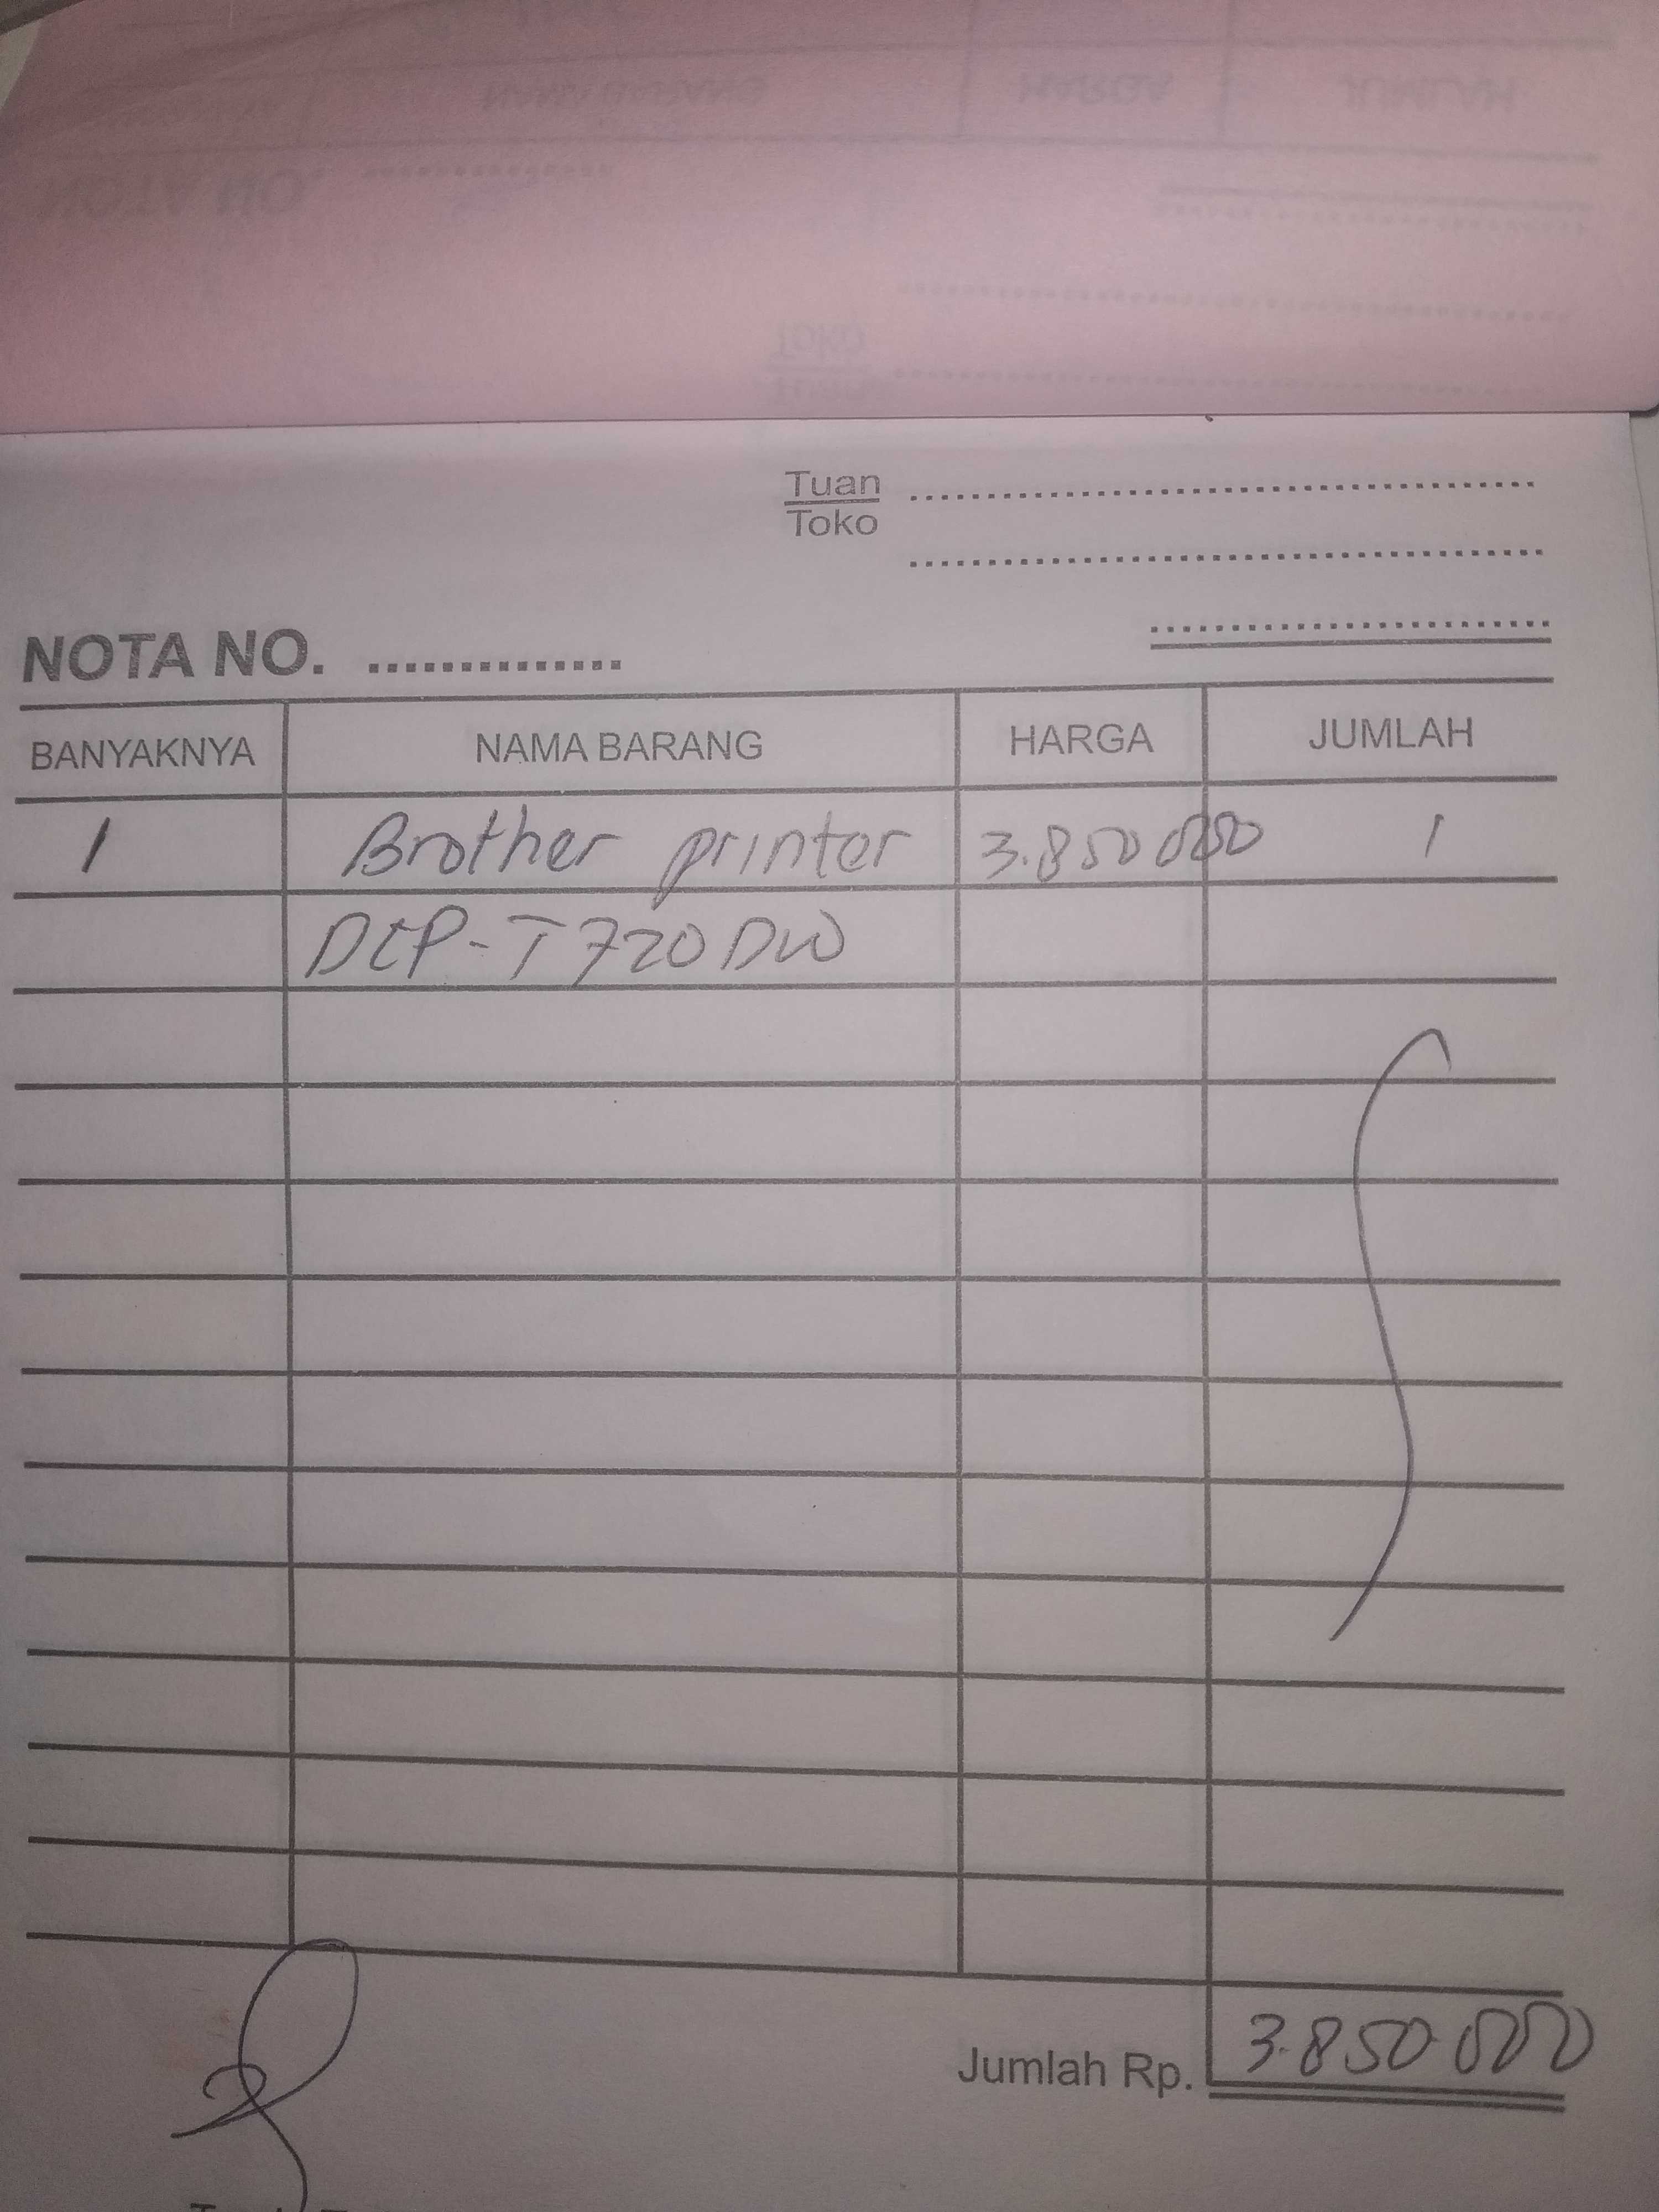 Tuan
Toko
NOTA NO. ...............
BANYAKNYA NAMA BARANG HARGA JUMLAH
1 Brother printer 3.850.000 1
DCP-T720DW
Jumlah Rp. 3.850.000